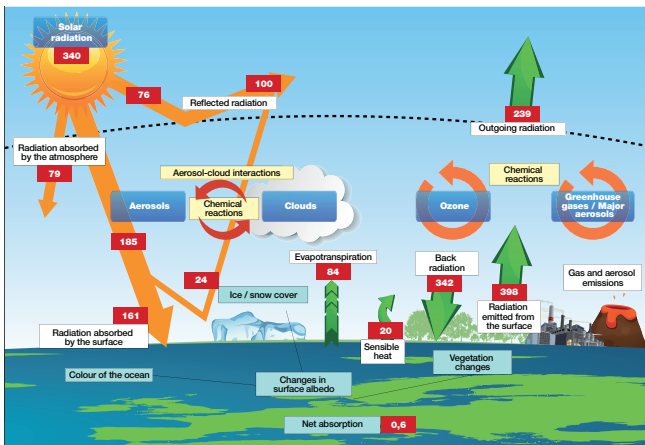 Solar
radiation
340
76
100
Reflected radiation
239
Outgoing radiation
Radiation absorbed
by the atmosphere
79
Aerosol-cloud interactions
Aerosols
Chemical
reactions
Clouds
Chemical
reactions
Ozone
Greenhouse
gases / Major
aerosols
185
24
Evapotranspiration
84
Back
radiation
342
398
Radiation
emitted from
the surface
Gas and aerosol
emissions
Ice / snow cover
161
Radiation absorbed
by the surface
20
Sensible
heat
Vegetation
changes
Colour of the ocean
Changes in
surface albedo
Net absorption
0,6